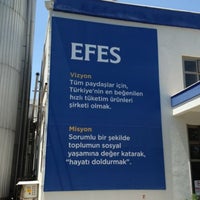 EFES
Vizyon
Tüm paydaşlar için,
Türkiye'nin en beğenilen
hızlı tüketim ürünleri
şirketi olmak.
Misyon
Sorumlu bir şekilde
toplumun sosyal
yaşamına değer katarak,
"hayatı doldurmak".